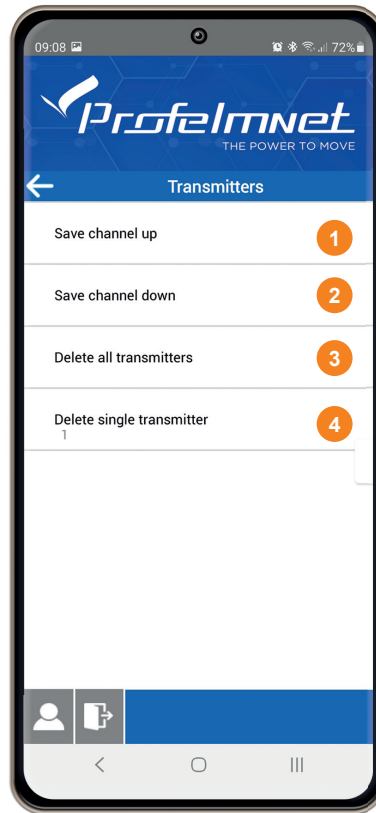 09:08
72%
Profelmnet
THE POWER TO MOVE
Transmitters
Save channel up
1
Save channel down
2
Delete all transmitters
3
Delete single transmitter
4
1